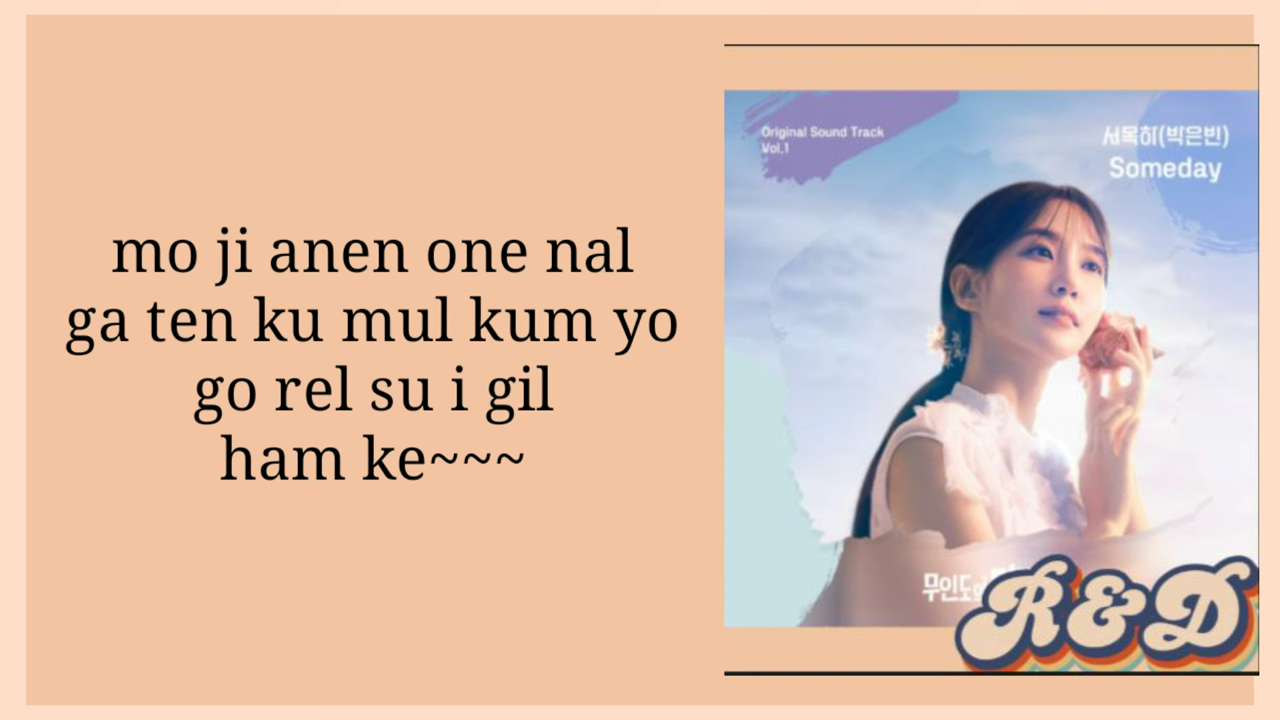 mo ji anen one nal
ga ten ku mul kum yo
go rel su i gil
ham ke~~~
Original Sound Track
Vol.1
서목하(박은빈)
Someday
무인도의
R&D